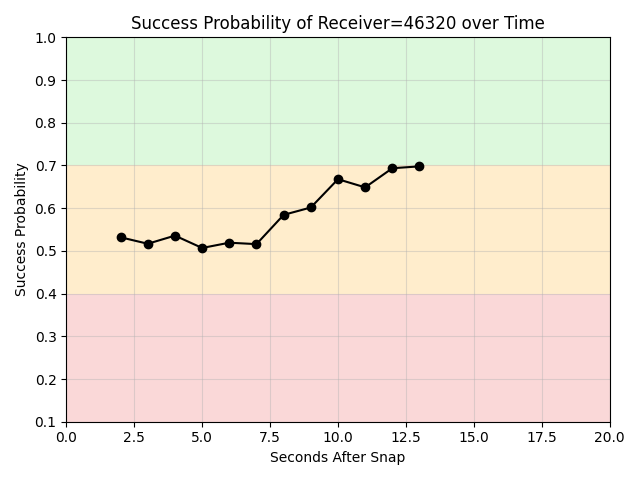 Success Probability of Receiver=46320 over Time
1.0
0.9
0.8
0.7
0.6
0.5
0.4
0.3
0.2
0.1
Success Probability
0.0 2.5 5.0 7.5 10.0 12.5 15.0 17.5 20.0
Seconds After Snap